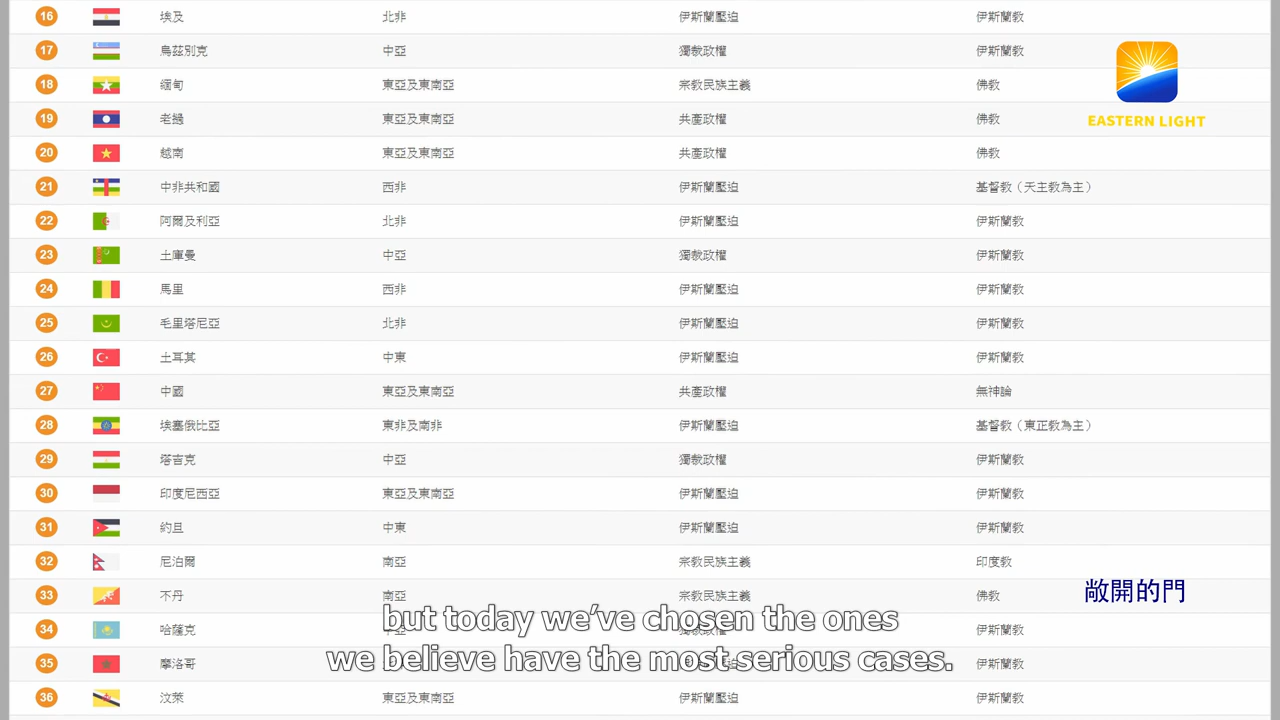 16 埃及 北非 伊斯蘭壓迫 伊斯蘭教
17 烏茲別克 中亞 獨裁政權 伊斯蘭教
18 緬甸 東亞及東南亞 宗教民族主義 佛教
19 老撾 東亞及東南亞 共產政權 佛教
20 越南 東亞及東南亞 共產政權 佛教
21 中非共和國 西非 伊斯蘭壓迫 基督教（天主教為主）
22 阿爾及利亞 北非 伊斯蘭壓迫 伊斯蘭教
23 土庫曼 中亞 獨裁政權 伊斯蘭教
24 馬里 西非 伊斯蘭壓迫 伊斯蘭教
25 毛里塔尼亞 北非 伊斯蘭壓迫 伊斯蘭教
26 土耳其 中東 伊斯蘭壓迫 伊斯蘭教
27 中國 東亞及東南亞 共產政權 無神論
28 埃塞俄比亞 東非及南非 伊斯蘭壓迫 基督教（東正教為主）
29 塔吉克 中亞 獨裁政權 伊斯蘭教
30 印度尼西亞 東亞及東南亞 伊斯蘭壓迫 伊斯蘭教
31 約旦 中東 伊斯蘭壓迫 伊斯蘭教
32 尼泊爾 南亞 宗教民族主義 印度教
33 不丹 南亞 宗教民族主義 佛教
34 哈薩克 伊斯蘭教
35 摩洛哥 伊斯蘭教
36 汶萊 東亞及東南亞 伊斯蘭壓迫 伊斯蘭教
EASTERN LIGHT
敞開的門
but today we’ve chosen the ones
we believe have the most serious cases.